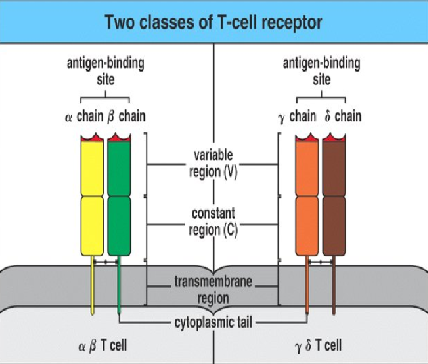 Two classes of T-cell receptor
antigen-binding
site
α chain β chain
antigen-binding
site
γ chain δ chain
variable
region (V)
constant
region (C)
transmembrane
region
cytoplasmic tail
α β T cell
γ δ T cell